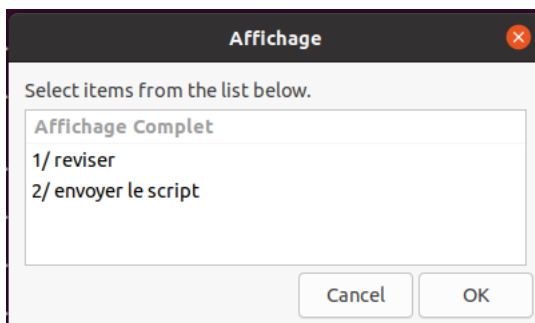 Affichage
Select items from the list below.
Affichage Complet
1/ reviser
2/ envoyer le script
Cancel OK